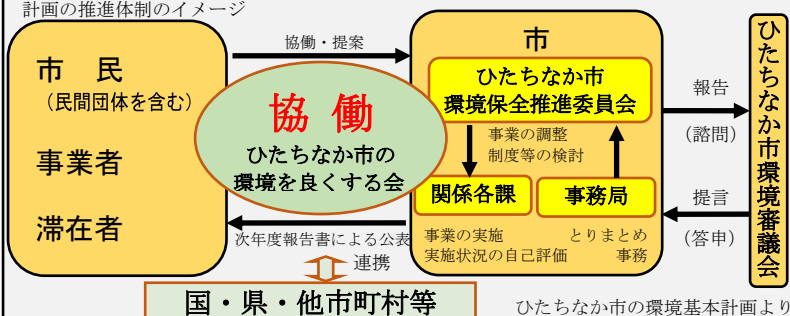 計画の推進体制のイメージ
市　民
（民間団体を含む）
事業者
滞在者
協働・提案
協　働
ひたちなか市の
環境を良くする会
次年度報告書による公表
連携
国・県・他市町村等
市
ひたちなか市
環境保全推進委員会
事業の調整
制度等の検討
関係各課
事務局
事業の実施
実施状況の自己評価
とりまとめ
事務
報告
（諮問）
提言
（答申）
ひたちなか市環境審議会
ひたちなか市の環境基本計画より